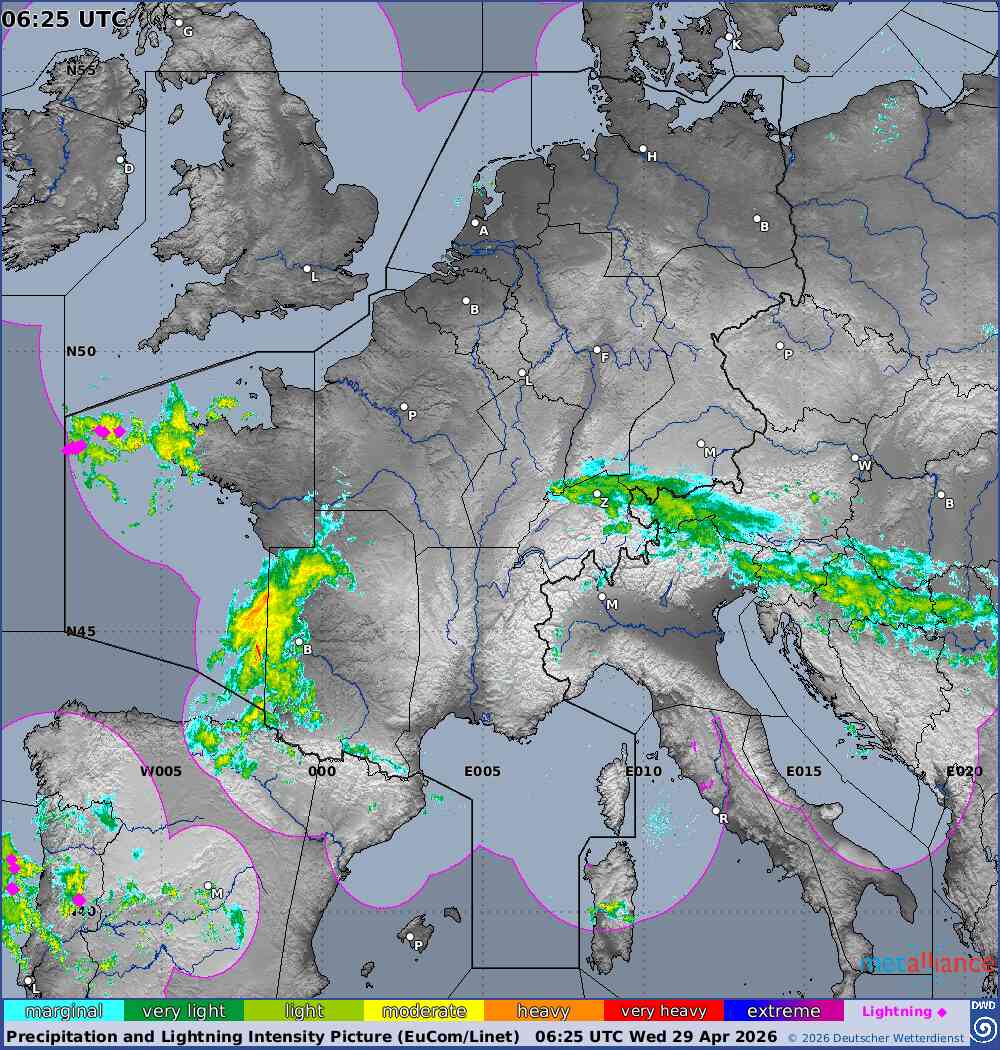 06:25 UTC
G
K
N55
D
H
A
B
B
L
N50
F
P
L
P
M
W
B
Z
M
N45
B
W005
000
E005
E010
E015
E020
R
M
N40
P
L
metalliance
marginal very light light moderate heavy very heavy extreme Lightning
DWD
Precipitation and Lightning Intensity Picture (EuCom/Linet) 06:25 UTC Wed 29 Apr 2026 © 2026 Deutscher Wetterdienst